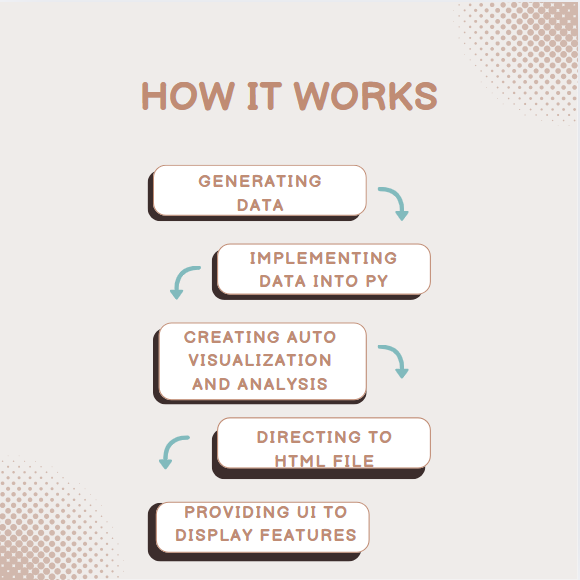 HOW IT WORKS
GENERATING
DATA
IMPLEMENTING
DATA INTO PY
CREATING AUTO
VISUALIZATION
AND ANALYSIS
DIRECTING TO
HTML FILE
PROVIDING UI TO
DISPLAY FEATURES